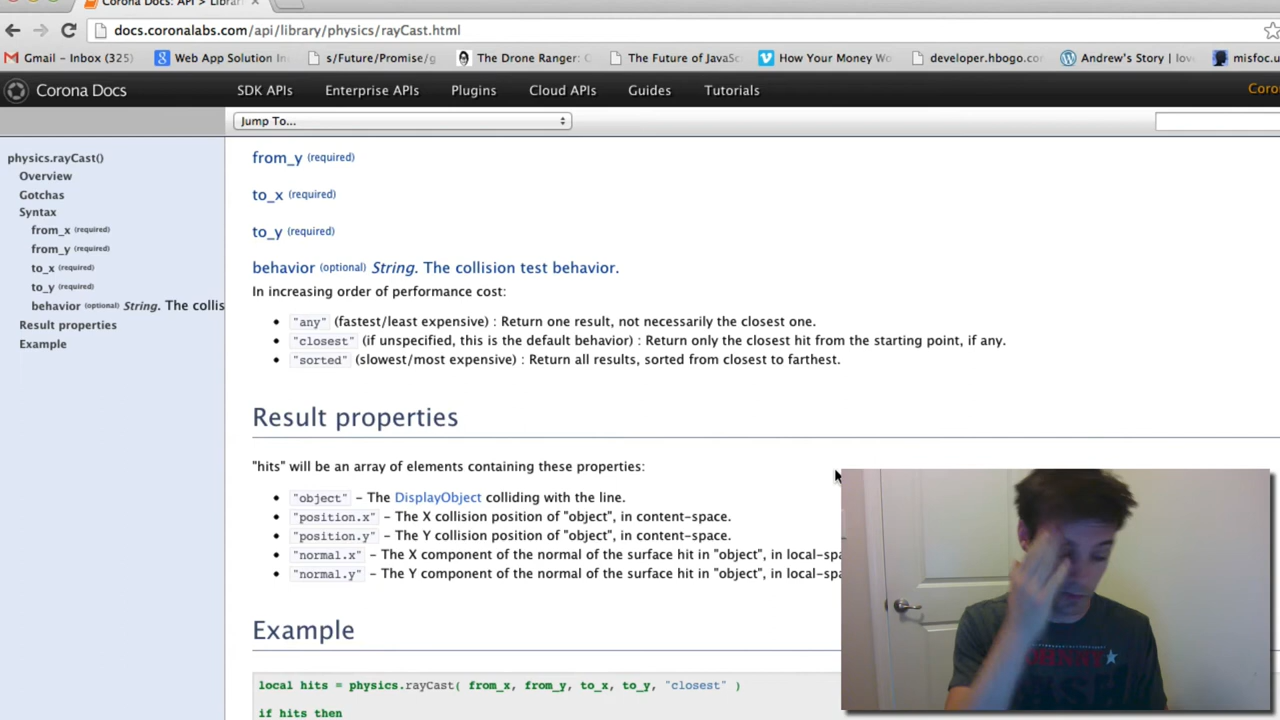 Corona Docs: API > Librar
docs.coronalabs.com/api/library/physics/rayCast.html
Gmail – Inbox (325)
Web App Solution In
s/Future/Promise/g
The Drone Ranger: C
The Future of JavaSc
How Your Money Wo
developer.hbogo.co
Andrew's Story | lov
misfoc.u
Corona Docs
SDK APIs
Enterprise APIs
Plugins
Cloud APIs
Guides
Tutorials
Coro
Jump To...
physics.rayCast()
Overview
Gotchas
Syntax
from_x (required)
from_y (required)
to_x (required)
to_y (required)
behavior (optional) String. The collis
Result properties
Example
from_y (required)
to_x (required)
to_y (required)
behavior (optional) String. The collision test behavior.
In increasing order of performance cost:
"any" (fastest/least expensive) : Return one result, not necessarily the closest one.
"closest" (if unspecified, this is the default behavior) : Return only the closest hit from the starting point, if any.
"sorted" (slowest/most expensive) : Return all results, sorted from closest to farthest.
Result properties
"hits" will be an array of elements containing these properties:
"object" – The DisplayObject colliding with the line.
"position.x" – The X collision position of "object", in content-space.
"position.y" – The Y collision position of "object", in content-space.
"normal.x" – The X component of the normal of the surface hit in "object", in local-spa
"normal.y" – The Y component of the normal of the surface hit in "object", in local-spa
Example
local hits = physics.rayCast( from_x, from_y, to_x, to_y, "closest" )
if hits then